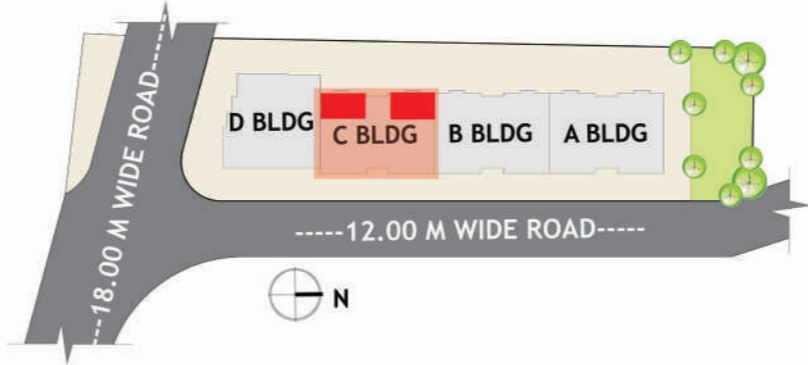 D BLDG
C BLDG
B BLDG
A BLDG
-----18.00 M WIDE ROAD-----
-----12.00 M WIDE ROAD-----
N